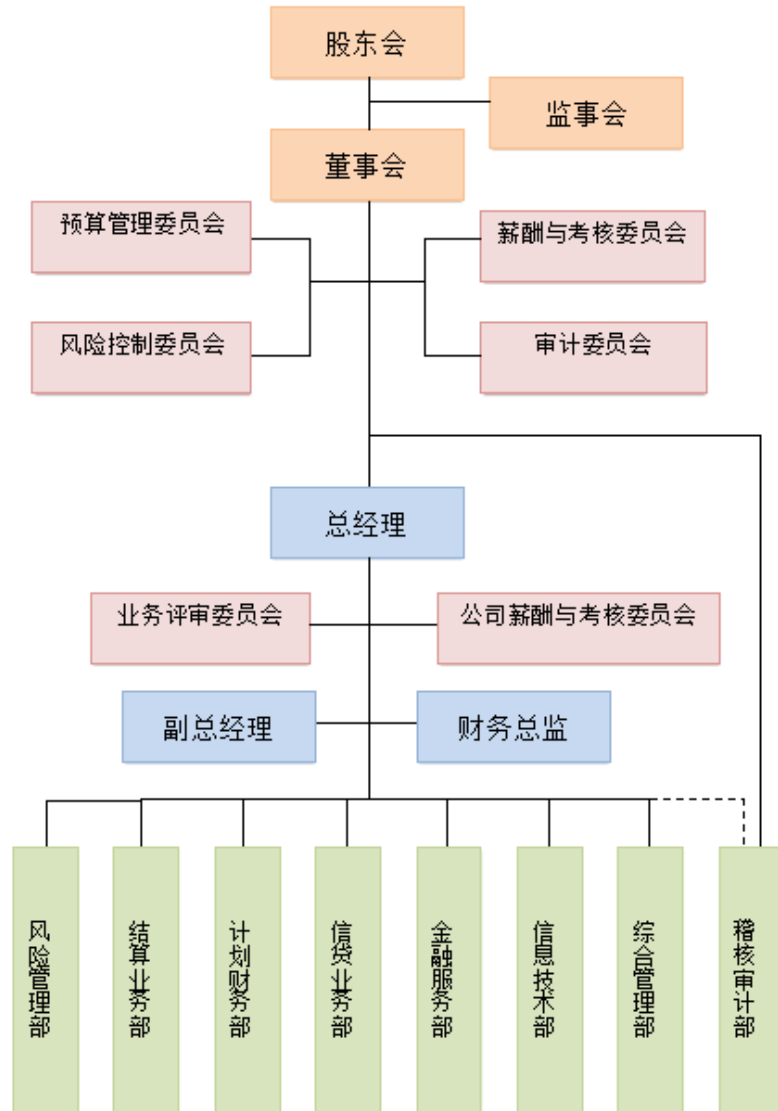 股东会
监事会
董事会
预算管理委员会
薪酬与考核委员会
风险控制委员会
审计委员会
总经理
业务评审委员会
公司薪酬与考核委员会
副总经理
财务总监
风险管理部
结算业务部
计划财务部
信贷业务部
金融服务部
信息技术部
综合管理部
稽核审计部